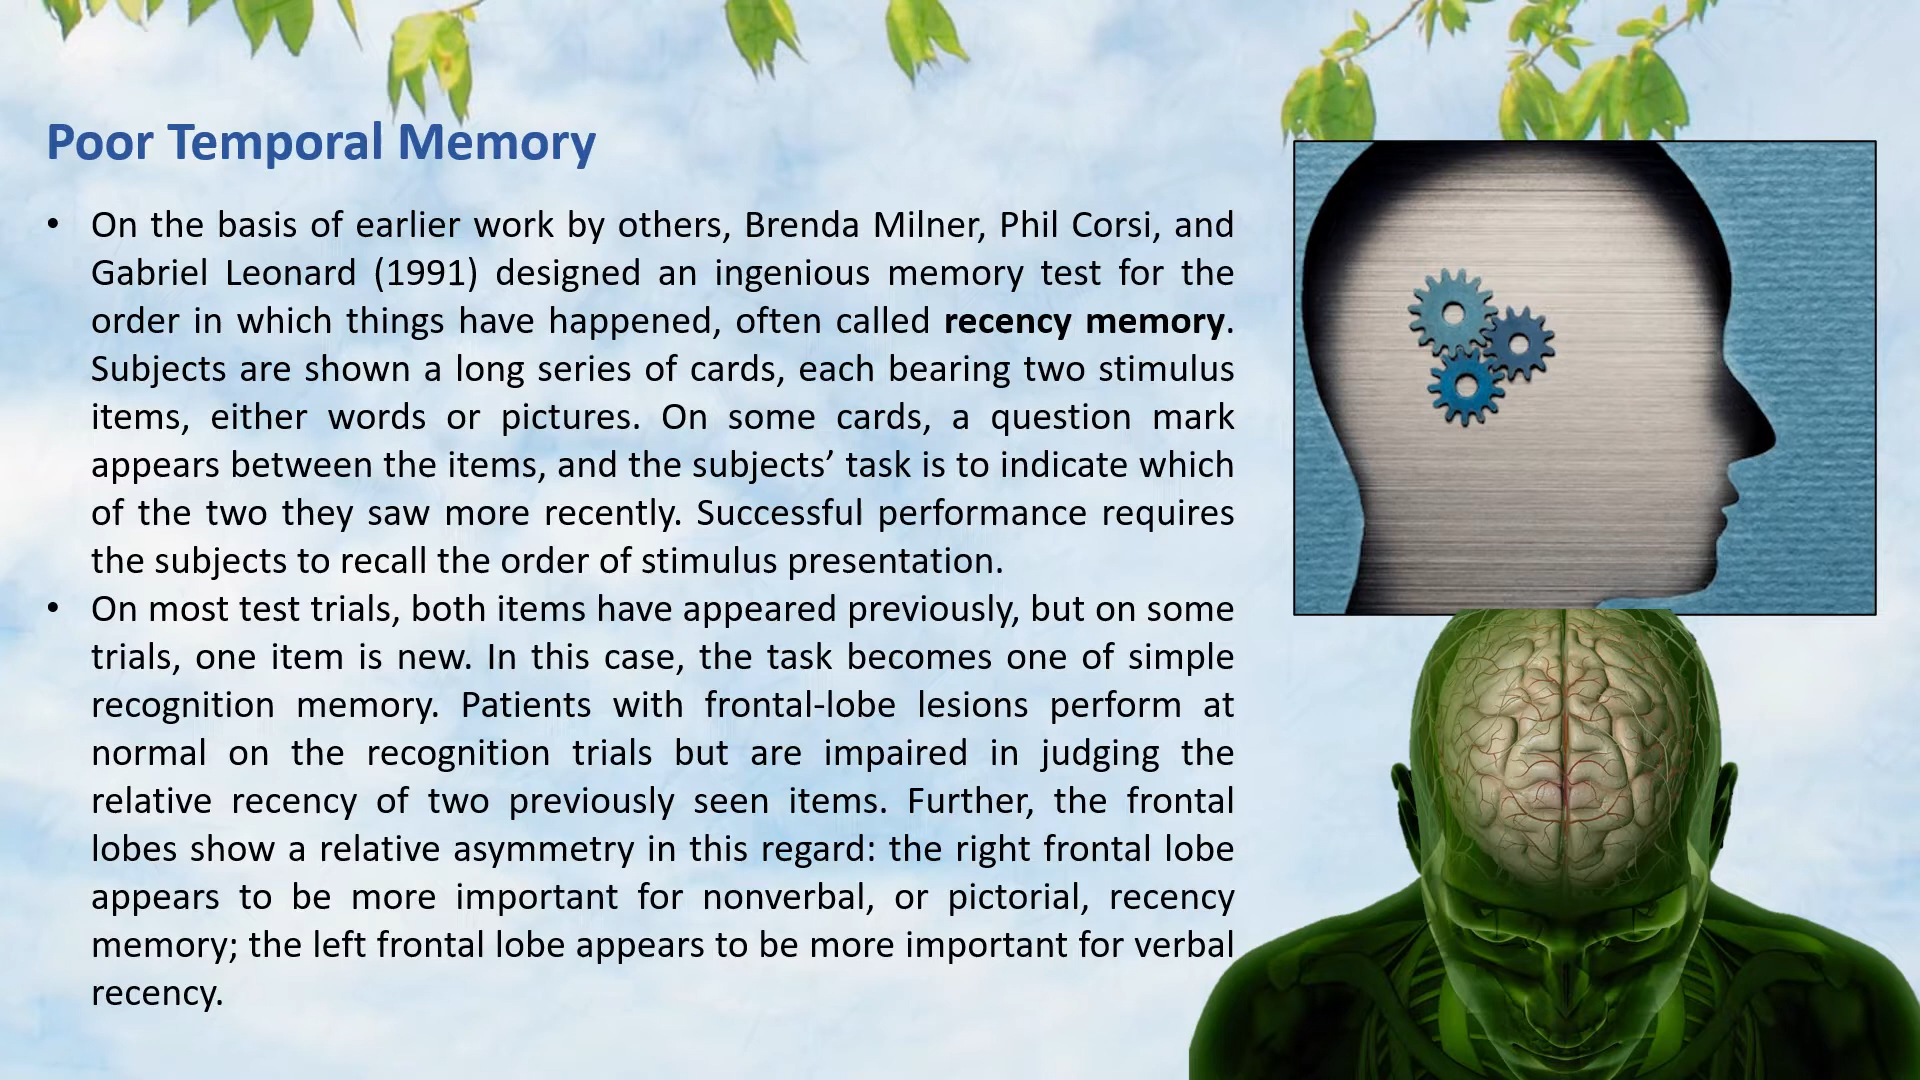 Poor Temporal Memory
• On the basis of earlier work by others, Brenda Milner, Phil Corsi, and
Gabriel Leonard (1991) designed an ingenious memory test for the
order in which things have happened, often called recency memory.
Subjects are shown a long series of cards, each bearing two stimulus
items, either words or pictures. On some cards, a question mark
appears between the items, and the subjects’ task is to indicate which
of the two they saw more recently. Successful performance requires
the subjects to recall the order of stimulus presentation.
• On most test trials, both items have appeared previously, but on some
trials, one item is new. In this case, the task becomes one of simple
recognition memory. Patients with frontal-lobe lesions perform at
normal on the recognition trials but are impaired in judging the
relative recency of two previously seen items. Further, the frontal
lobes show a relative asymmetry in this regard: the right frontal lobe
appears to be more important for nonverbal, or pictorial, recency
memory; the left frontal lobe appears to be more important for verbal
recency.